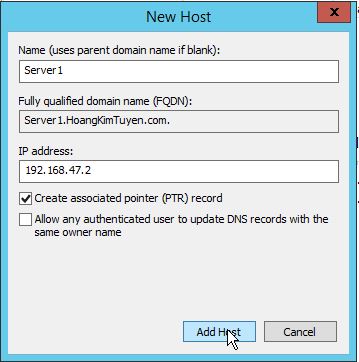 New Host
x
Name (uses parent domain name if blank):
Server1
Fully qualified domain name (FQDN):
Server1.HoangKimTuyen.com.
IP address:
192.168.47.2
Create associated pointer (PTR) record
Allow any authenticated user to update DNS records with the
same owner name
Add Host
Cancel